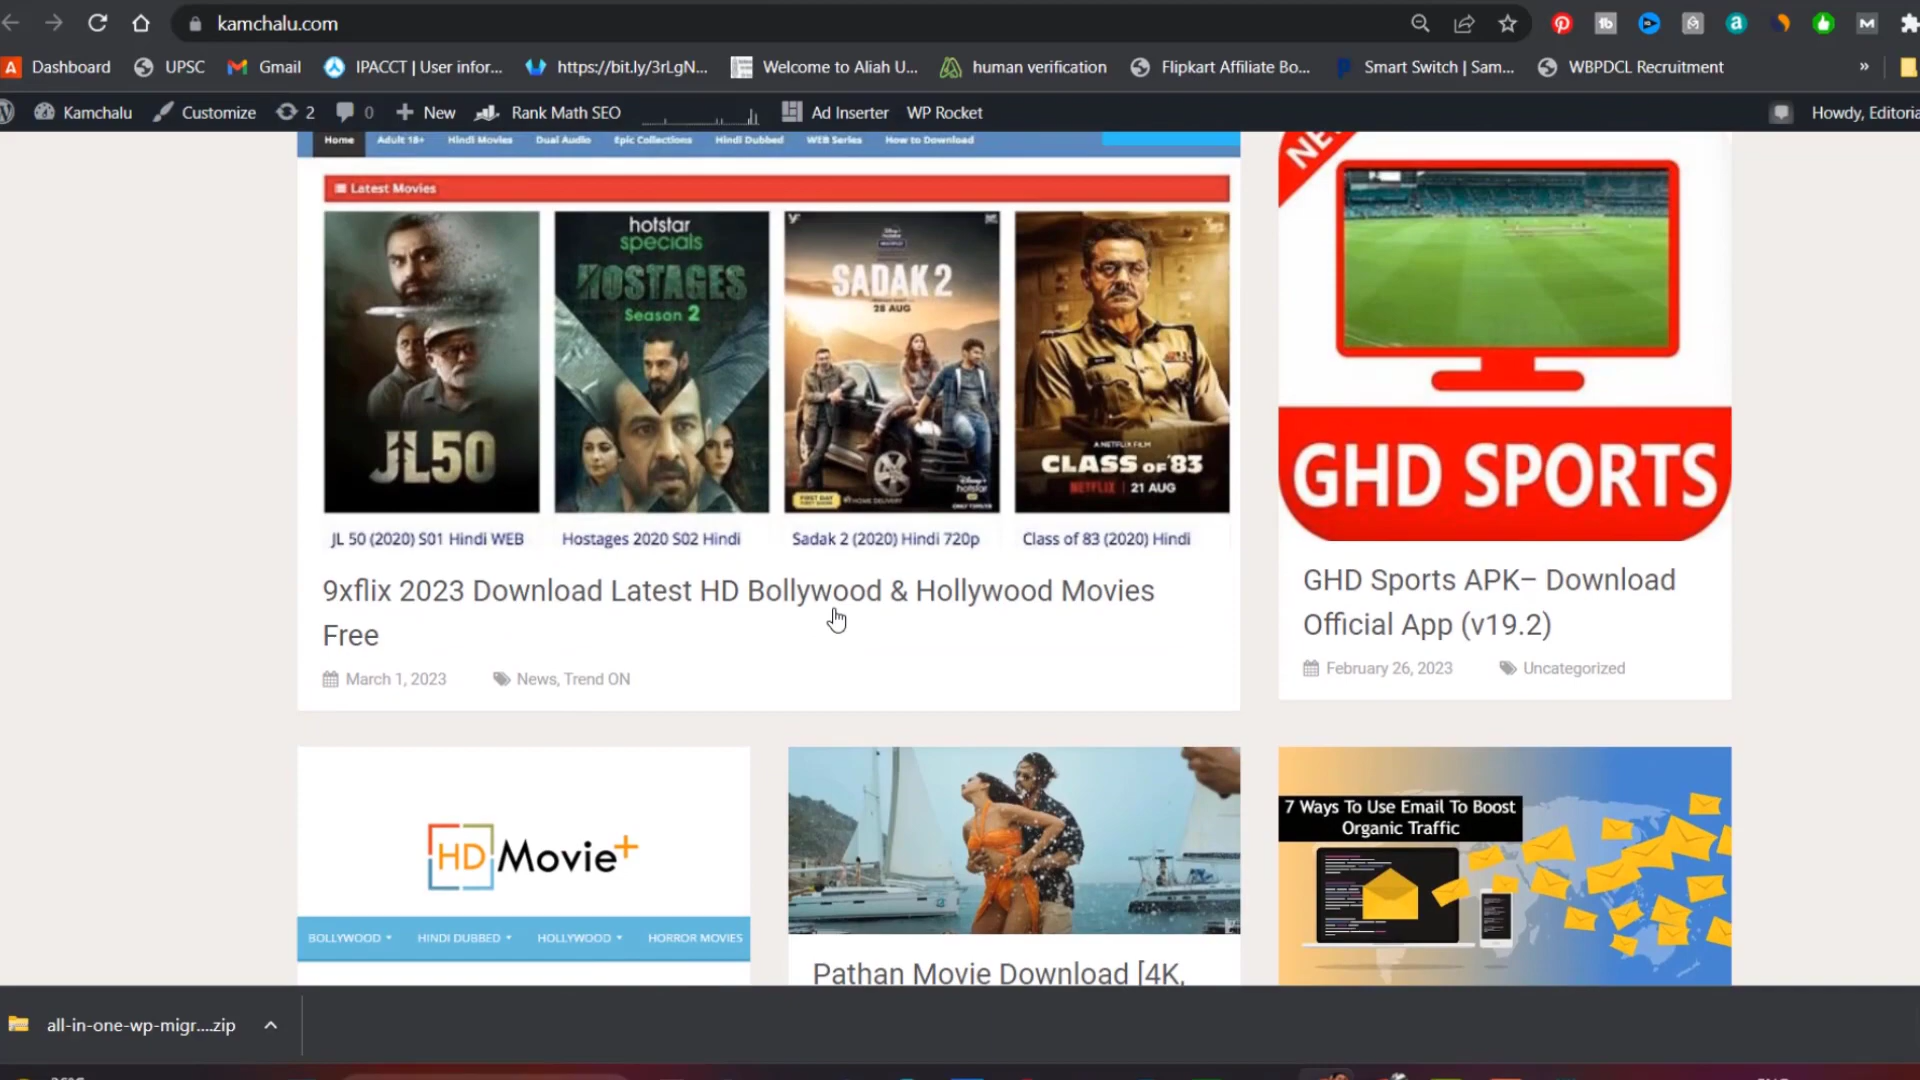 kamchalu.com
Dashboard UPSC Gmail IPACCT | User infor... https://bit.ly/3rLgN... Welcome to Aliah U... human verification Flipkart Affiliate Bo... Smart Switch | Sam... WBPDCL Recruitment »
Kamchalu Customize 2 0 + New Rank Math SEO Ad Inserter WP Rocket Howdy, Editoria
Home Adult 18+ Hindi Movies Dual Audio Epic Collections Hindi Dubbed WEB Series How to Download
Latest Movies
JL50
hotstar
specials
HOSTAGES
Season 2
SADAK 2
28 AUG
A NETFLIX FILM
CLASS OF '83
NETFLIX | 21 AUG
JL 50 (2020) S01 Hindi WEB
Hostages 2020 S02 Hindi
Sadak 2 (2020) Hindi 720p
Class of 83 (2020) Hindi
9xflix 2023 Download Latest HD Bollywood & Hollywood Movies
Free
March 1, 2023 News, Trend ON
NEW
GHD SPORTS
GHD Sports APK– Download
Official App (v19.2)
February 26, 2023 Uncategorized
HD Movie+
BOLLYWOOD HINDI DUBBED HOLLYWOOD HORROR MOVIES
Pathan Movie Download [4K,
7 Ways To Use Email To Boost
Organic Traffic
all-in-one-wp-migr....zip